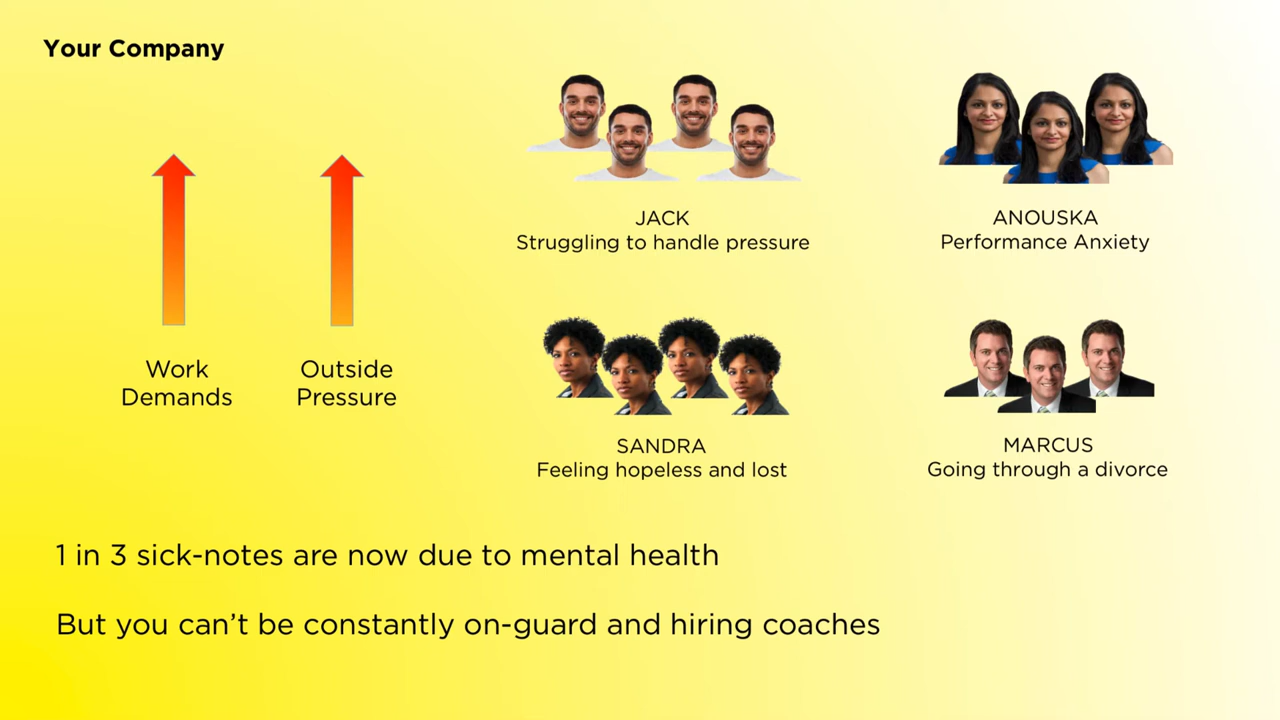 Your Company
Work
Demands
Outside
Pressure
JACK
Struggling to handle pressure
ANOUSKA
Performance Anxiety
SANDRA
Feeling hopeless and lost
MARCUS
Going through a divorce
1 in 3 sick-notes are now due to mental health
But you can’t be constantly on-guard and hiring coaches